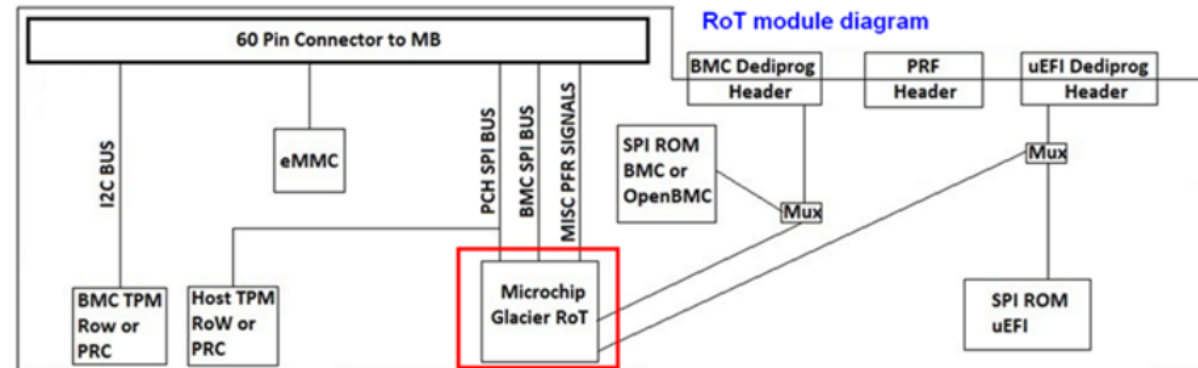 RoT module diagram
60 Pin Connector to MB
BMC Dediprog
Header
PRF
Header
uEFI Dediprog
Header
I2C BUS
eMMC
PCH SPI BUS
BMC SPI BUS
MISC PFR SIGNALS
SPI ROM
BMC or
OpenBMC
Mux
Mux
BMC TPM
Row or
PRC
Host TPM
RoW or
PRC
Microchip
Glacier RoT
SPI ROM
uEFI